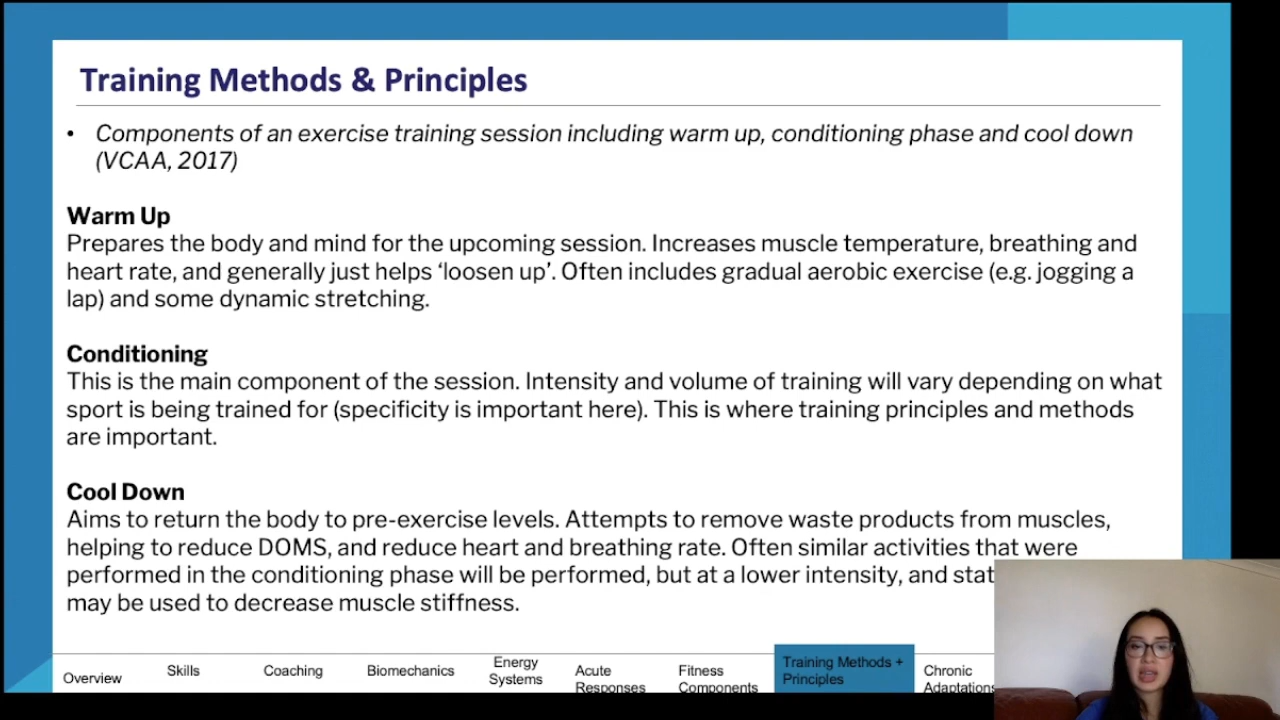 Training Methods & Principles
• Components of an exercise training session including warm up, conditioning phase and cool down
(VCAA, 2017)
Warm Up
Prepares the body and mind for the upcoming session. Increases muscle temperature, breathing and
heart rate, and generally just helps ‘loosen up’. Often includes gradual aerobic exercise (e.g. jogging a
lap) and some dynamic stretching.
Conditioning
This is the main component of the session. Intensity and volume of training will vary depending on what
sport is being trained for (specificity is important here). This is where training principles and methods
are important.
Cool Down
Aims to return the body to pre-exercise levels. Attempts to remove waste products from muscles,
helping to reduce DOMS, and reduce heart and breathing rate. Often similar activities that were
performed in the conditioning phase will be performed, but at a lower intensity, and
may be used to decrease muscle stiffness.
Overview
Skills
Coaching
Biomechanics
Energy
Systems
Acute
Responses
Fitness
Components
Training Methods +
Principles
Chronic
Adaptations